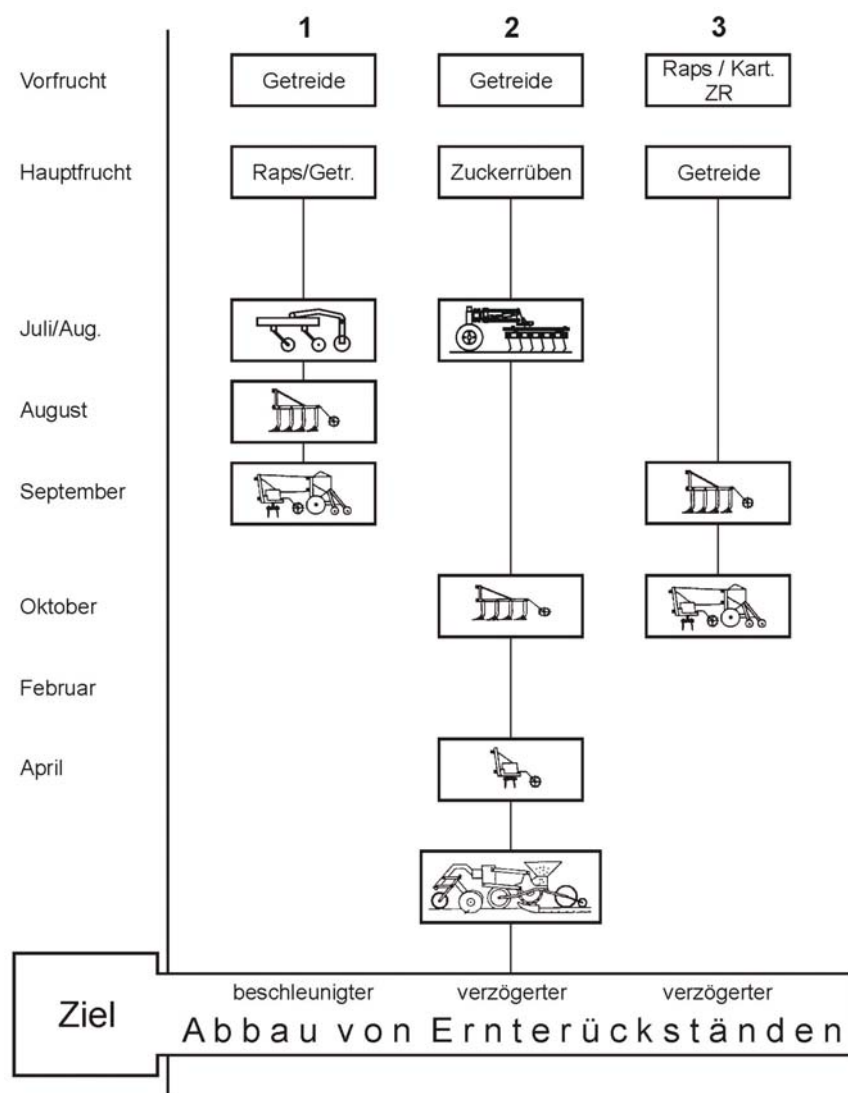 1 2 3
Vorfrucht Getreide Getreide Raps / Kart.
ZR
Hauptfrucht Raps/Getr. Zuckerrüben Getreide
Juli/Aug.
August
September
Oktober
Februar
April
Ziel
beschleunigter verzögerter verzögerter
Abbau von Ernterückständen